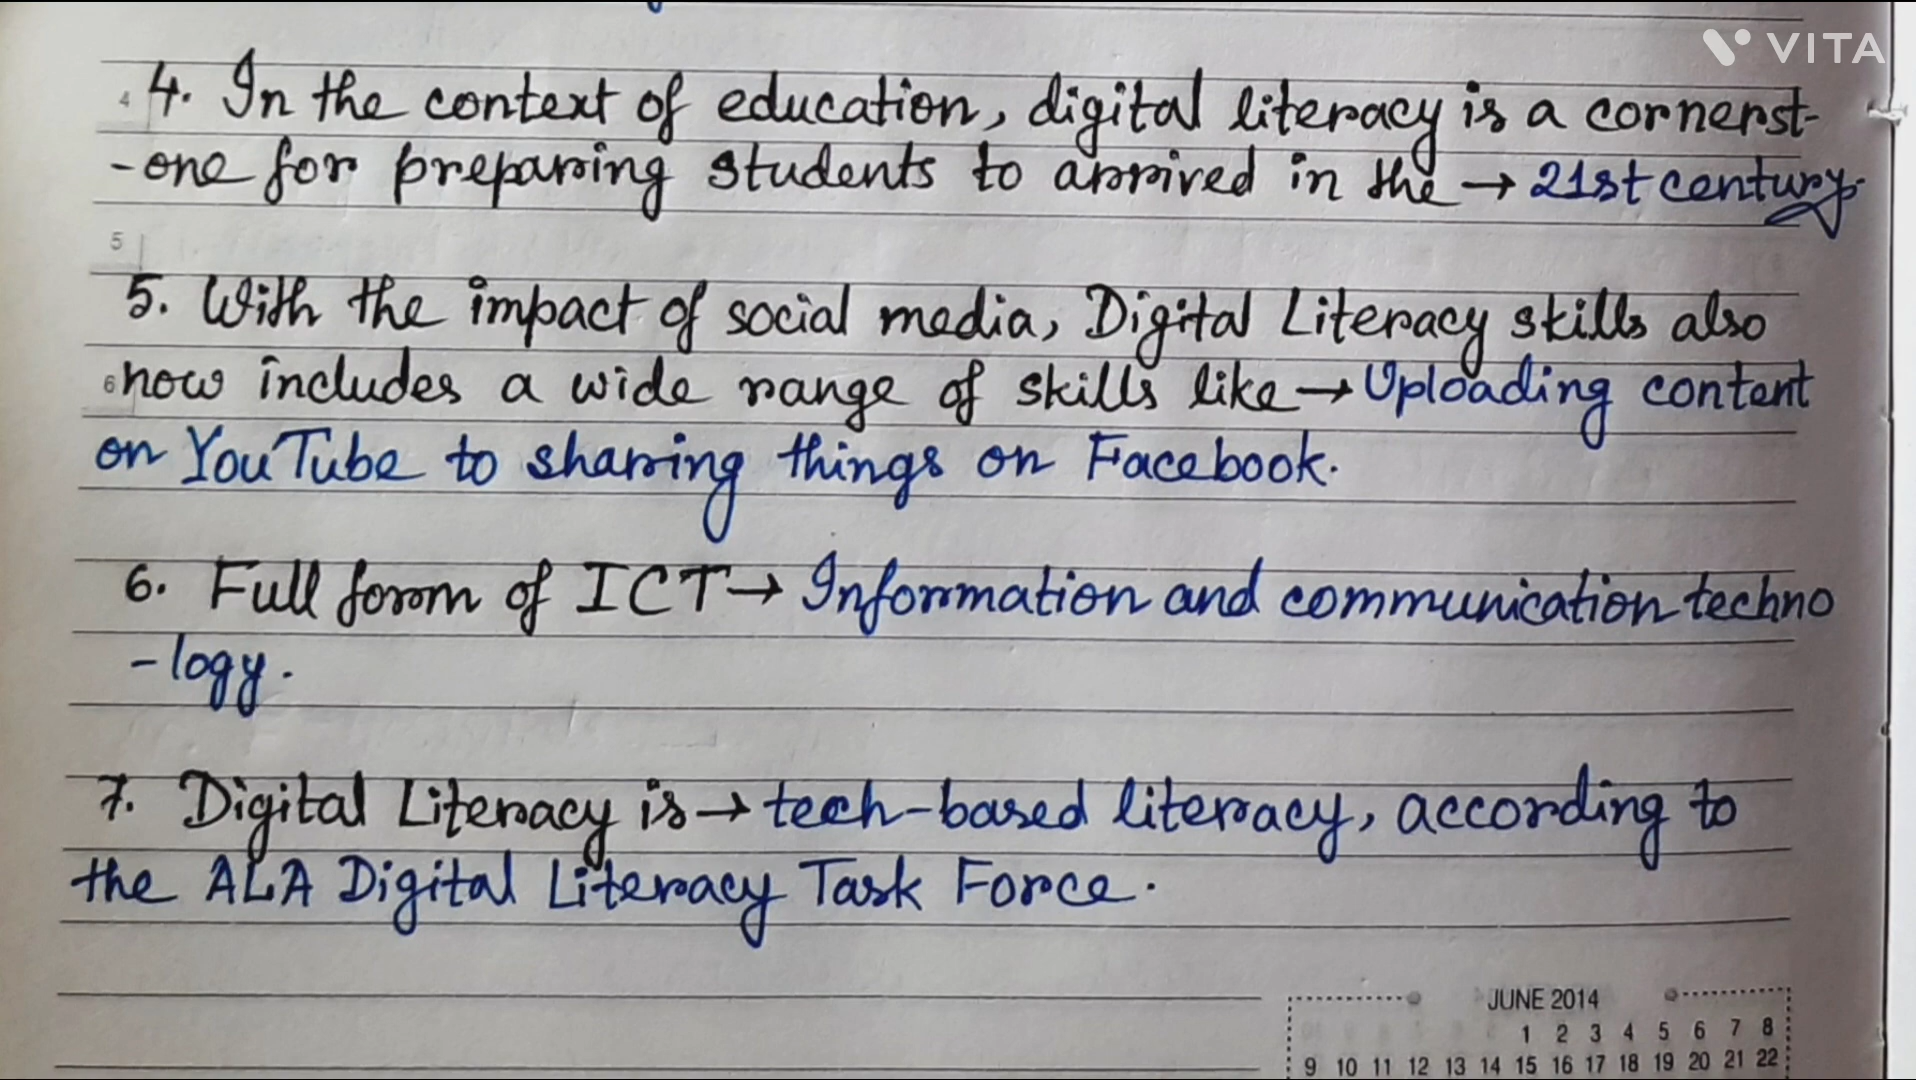 VITA
4
4. In the context of education, digital literacy is a cornerst-
-one for preparing students to arrived in the → 21st century.
5
5. With the impact of social media, Digital Literacy skills also
6
now includes a wide range of skills like → Uploading content
on YouTube to sharing things on Facebook.
6. Full form of ICT → Information and communication techno
-logy.
7. Digital Literacy is → tech-based literacy, according to
the ALA Digital Literacy Task Force.
JUNE 2014
1 2 3 4 5 6 7 8
9 10 11 12 13 14 15 16 17 18 19 20 21 22